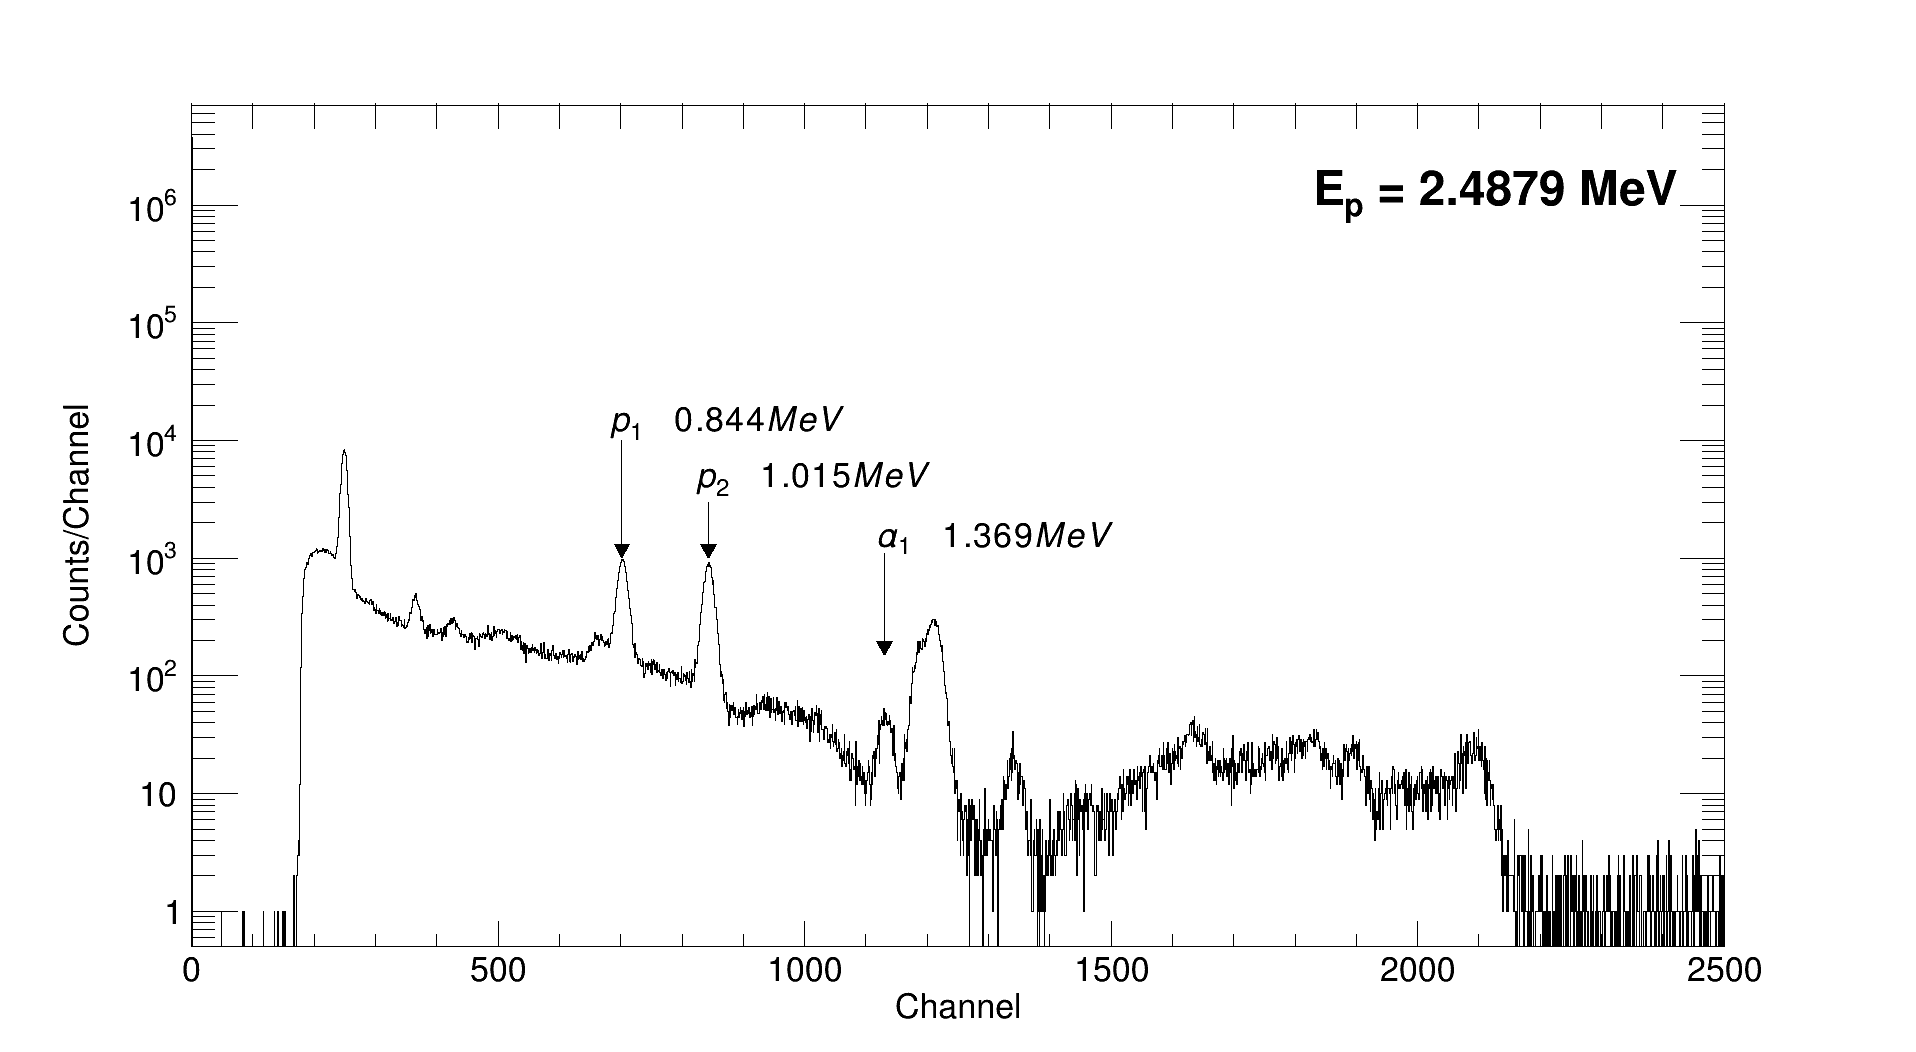 E_p = 2.4879 MeV
10^6
10^5
10^4
10^3
10^2
10
1
Counts/Channel
p_1 0.844MeV
p_2 1.015MeV
α_1 1.369MeV
0 500 1000 1500 2000 2500
Channel